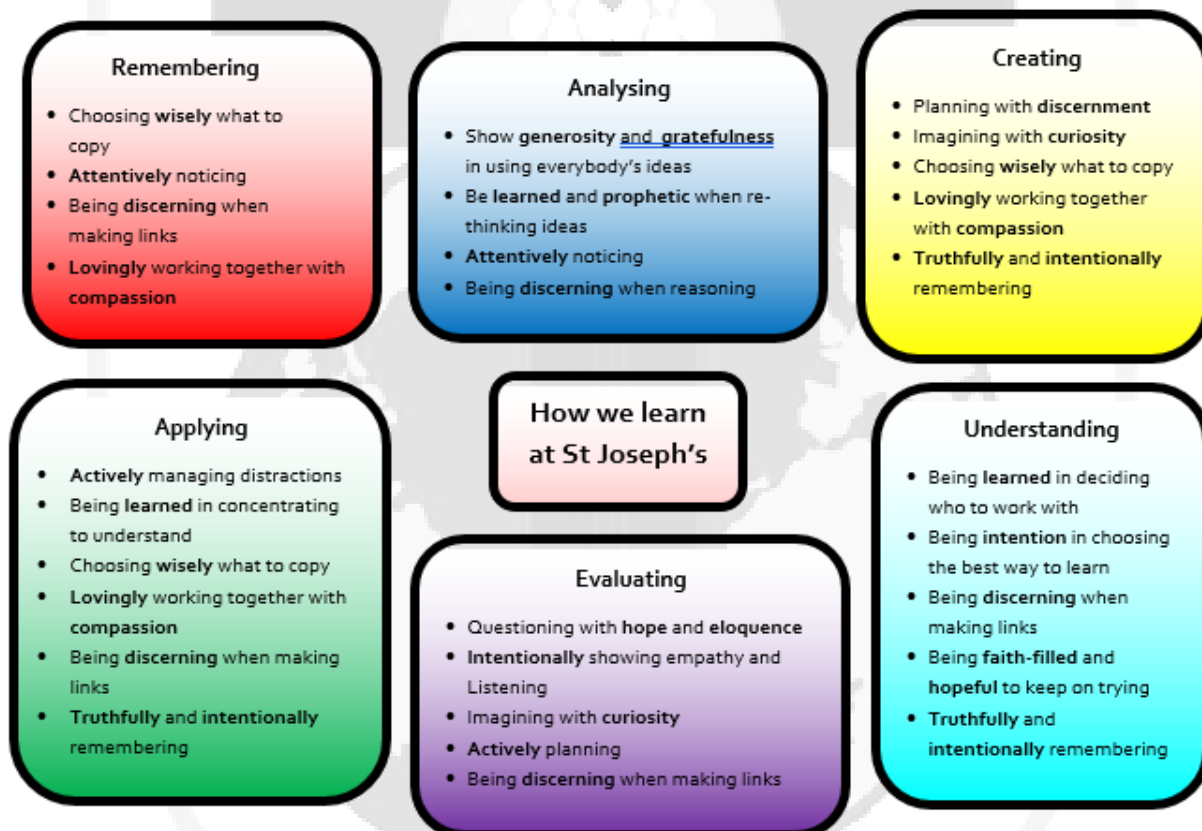 Remembering
• Choosing wisely what to
copy
• Attentively noticing
• Being discerning when
making links
• Lovingly working together with
compassion
Analysing
• Show generosity and gratefulness
in using everybody's ideas
• Be learned and prophetic when re-
thinking ideas
• Attentively noticing
• Being discerning when reasoning
Creating
• Planning with discernment
• Imagining with curiosity
• Choosing wisely what to copy
• Lovingly working together
with compassion
• Truthfully and intentionally
remembering
Applying
• Actively managing distractions
• Being learned in concentrating
to understand
• Choosing wisely what to copy
• Lovingly working together with
compassion
• Being discerning when making
links
• Truthfully and intentionally
remembering
How we learn
at St Joseph's
Evaluating
• Questioning with hope and eloquence
• Intentionally showing empathy and
Listening
• Imagining with curiosity
• Actively planning
• Being discerning when making links
Understanding
• Being learned in deciding
who to work with
• Being intention in choosing
the best way to learn
• Being discerning when
making links
• Being faith-filled and
hopeful to keep on trying
• Truthfully and
intentionally remembering